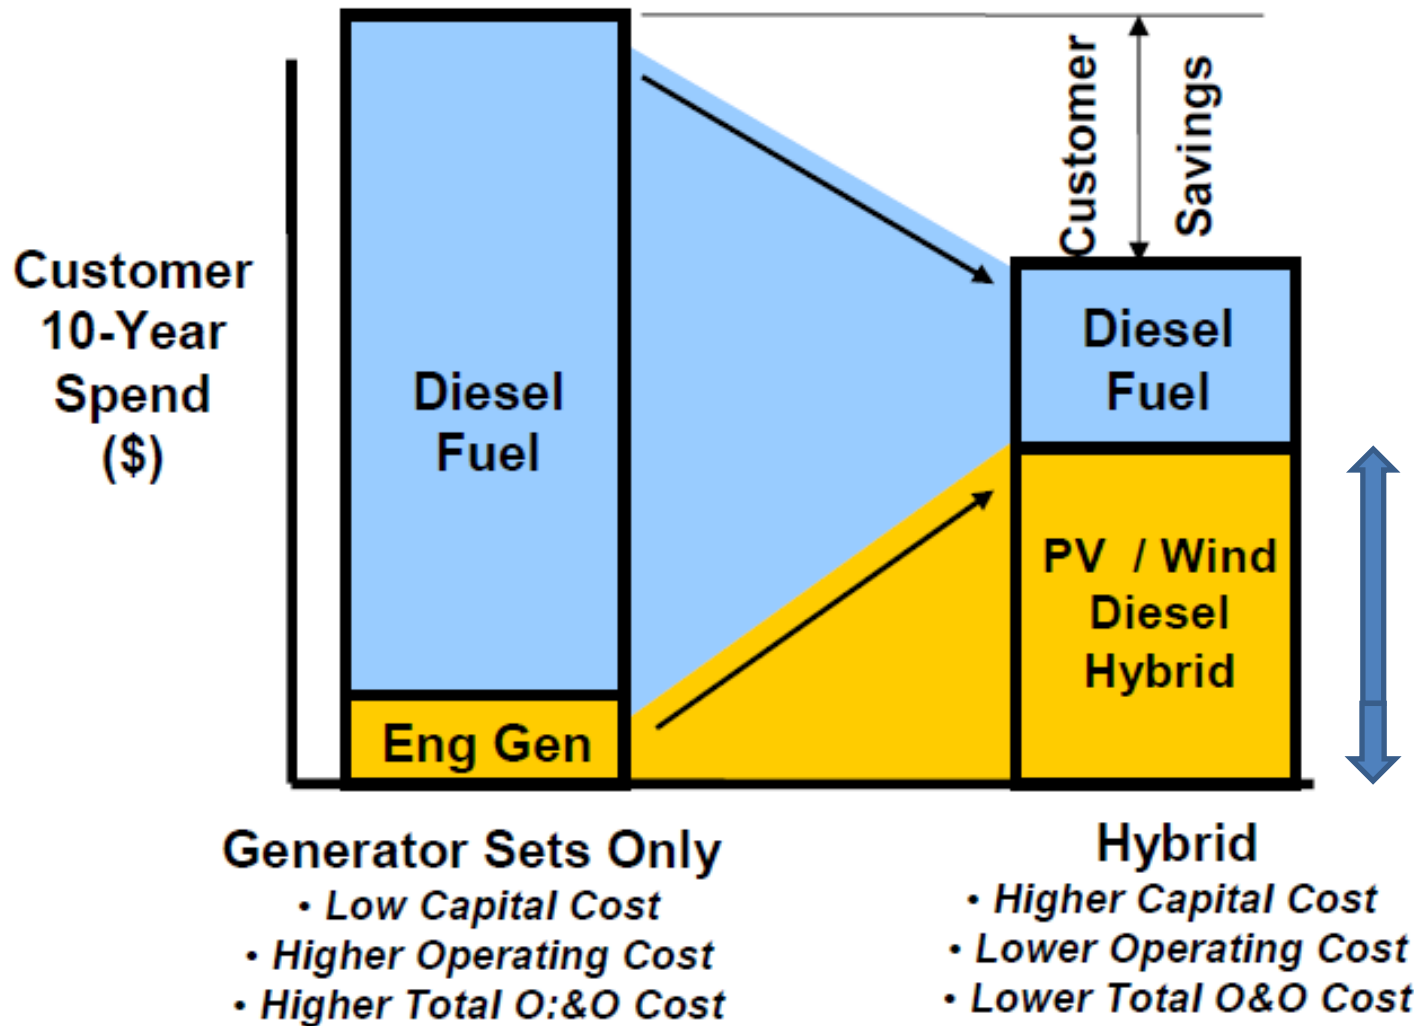 Customer
Savings
Customer
10-Year
Spend
($)
Diesel
Fuel
Eng Gen
Diesel
Fuel
PV / Wind
Diesel
Hybrid
Generator Sets Only
• Low Capital Cost
• Higher Operating Cost
• Higher Total O:&O Cost
Hybrid
• Higher Capital Cost
• Lower Operating Cost
• Lower Total O&O Cost